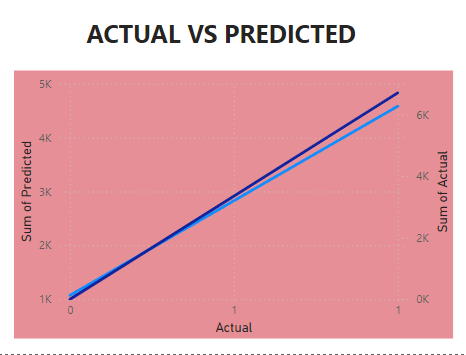 ACTUAL VS PREDICTED
5K
4K
3K
2K
1K
Sum of Predicted
6K
4K
2K
0K
Sum of Actual
0
1
1
Actual